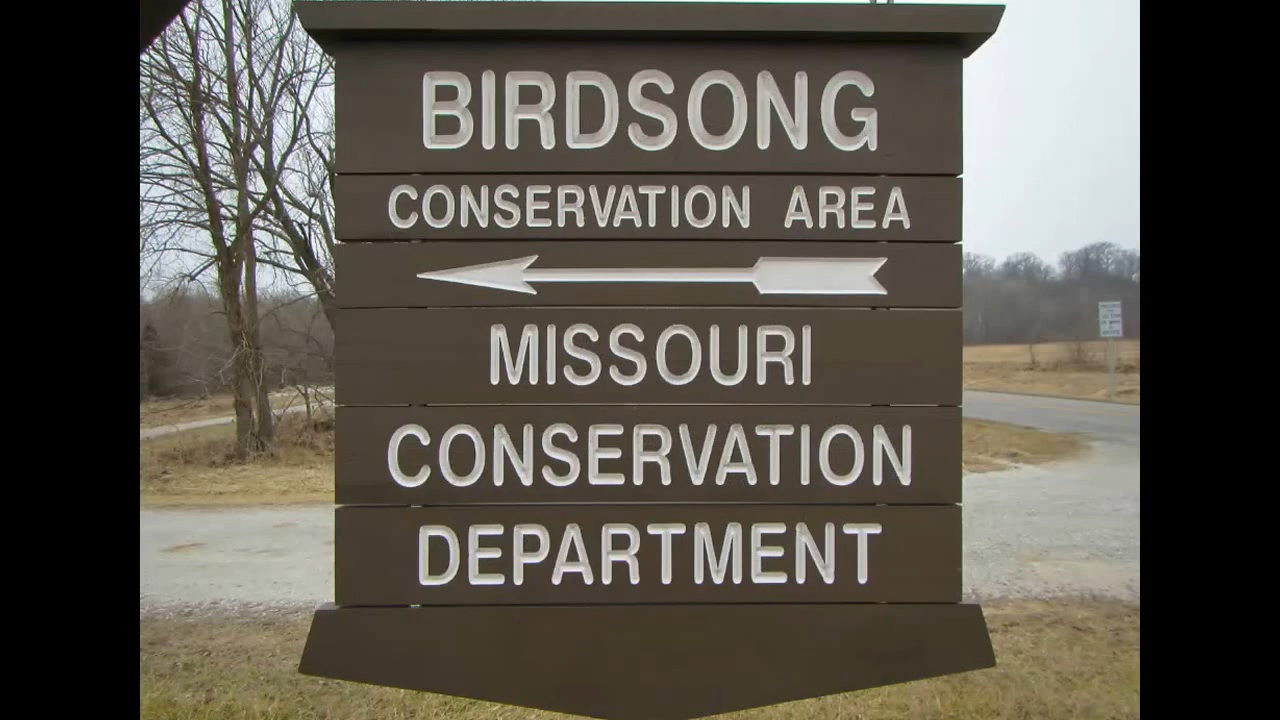 BIRDSONG
CONSERVATION AREA
MISSOURI
CONSERVATION
DEPARTMENT